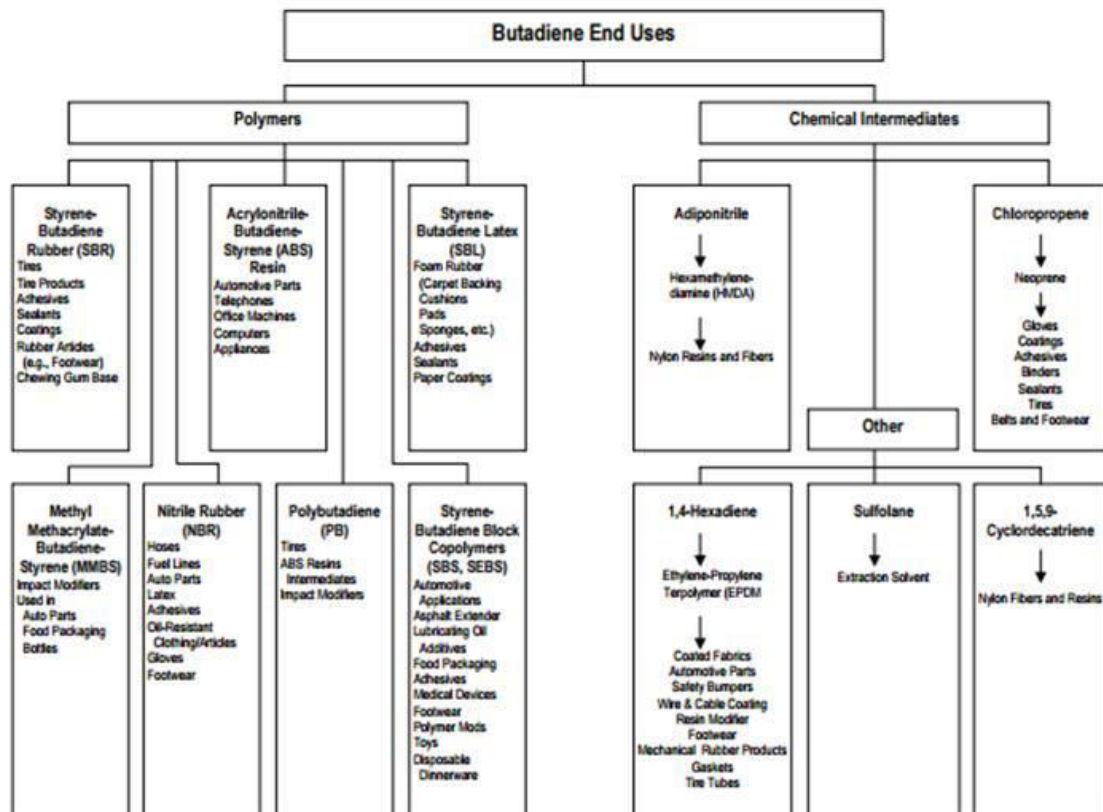 Butadiene End Uses
Polymers
Chemical Intermediates
Styrene-
Butadiene
Rubber (SBR)
Tires
Tire Products
Adhesives
Sealants
Coatings
Rubber Articles
(e.g., Footwear)
Chewing Gum Base
Acrylonitrile-
Butadiene-
Styrene (ABS)
Resin
Automotive Parts
Telephones
Office Machines
Computers
Appliances
Styrene-
Butadiene Latex
(SBL)
Foam Rubber
(Carpet Backing
Cushions
Pads
Sponges, etc.)
Adhesives
Sealants
Paper Coatings
Adiponitrile
Hexamethylene-
diamine (HMDA)
Nylon Resins and Fibers
Chloropropene
Neoprene
Gloves
Coatings
Adhesives
Binders
Sealants
Tires
Belts and Footwear
Other
Methyl
Methacrylate-
Butadiene-
Styrene (MMBS)
Impact Modifiers
Used in
Auto Parts
Food Packaging
Bottles
Nitrile Rubber
(NBR)
Hoses
Fuel Lines
Auto Parts
Latex
Adhesives
Oil-Resistant
Clothing/Articles
Gloves
Footwear
Polybutadiene
(PB)
Tires
ABS Resins
Intermediates
Impact Modifiers
Styrene-
Butadiene Block
Copolymers
(SBS, SEBS)
Automotive
Applications
Asphalt Extender
Lubricating Oil
Additives
Food Packaging
Adhesives
Medical Devices
Footwear
Polymer Mods
Toys
Disposable
Dinnerware
1,4-Hexadiene
Ethylene-Propylene
Terpolymer (EPDM
Coated Fabrics
Automotive Parts
Safety Bumpers
Wire & Cable Coating
Resin Modifier
Footwear
Mechanical Rubber Products
Gaskets
Tire Tubes
Sulfolane
Extraction Solvent
1,5,9-
Cyclordecatriene
Nylon Fibers and Resins